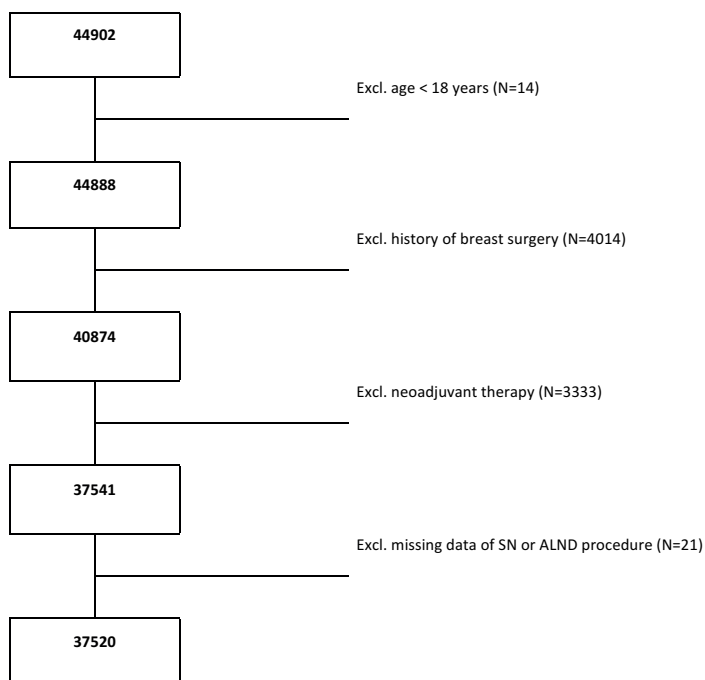 44902
Excl. age < 18 years (N=14)
44888
Excl. history of breast surgery (N=4014)
40874
Excl. neoadjuvant therapy (N=3333)
37541
Excl. missing data of SN or ALND procedure (N=21)
37520